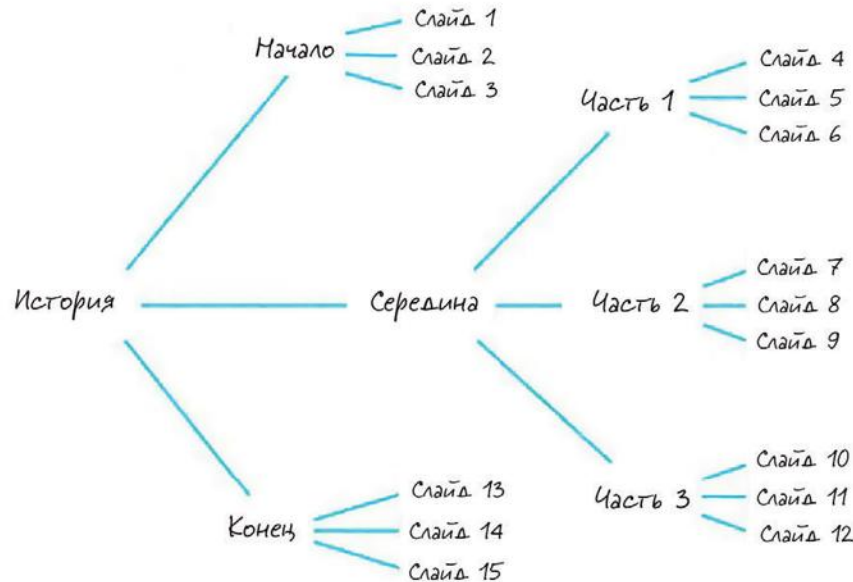 История
Начало
Слайд 1
Слайд 2
Слайд 3
Середина
Часть 1
Слайд 4
Слайд 5
Слайд 6
Часть 2
Слайд 7
Слайд 8
Слайд 9
Часть 3
Слайд 10
Слайд 11
Слайд 12
Конец
Слайд 13
Слайд 14
Слайд 15